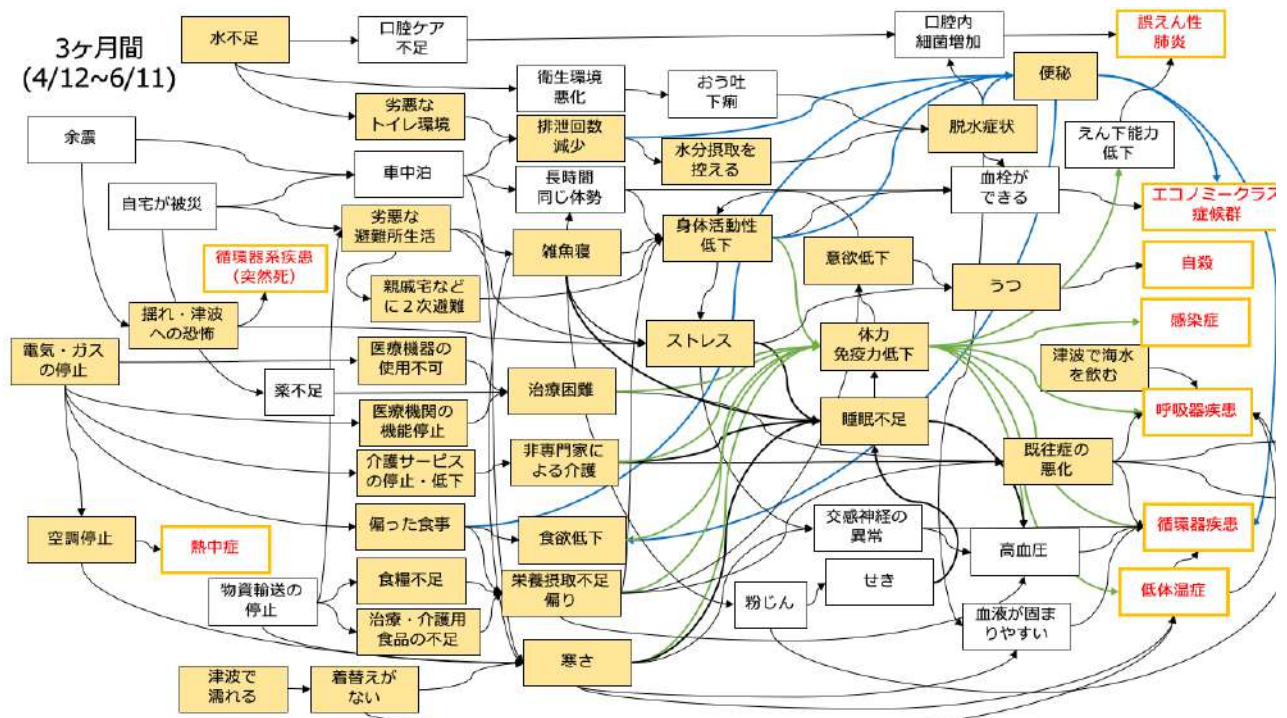 3ヶ月間
(4/12~6/11)
水不足
口腔ケア
不足
口腔内
細菌増加
誤えん性
肺炎
衛生環境
悪化
おう吐
下痢
便秘
劣悪な
トイレ環境
排泄回数
減少
脱水症状
えん下能力
低下
余震
車中泊
水分摂取を
控える
長時間
同じ体勢
血栓が
できる
エコノミークラス
症候群
自宅が被災
劣悪な
避難所生活
身体活動性
低下
循環器系疾患
(突然死)
雑魚寝
意欲低下
自殺
うつ
親戚宅など
に2次避難
揺れ・津波
への恐怖
ストレス
体力
免疫力低下
感染症
電気・ガス
の停止
医療機器の
使用不可
津波で海水
を飲む
薬不足
治療困難
呼吸器疾患
医療機関の
機能停止
睡眠不足
介護サービス
の停止・低下
非専門家
による介護
既往症の
悪化
偏った食事
食欲低下
交感神経の
異常
高血圧
循環器疾患
空調停止
熱中症
食糧不足
栄養摂取不足
偏り
せき
低体温症
物資輸送の
停止
粉じん
治療・介護用
食品の不足
血液が固ま
りやすい
寒さ
津波で
濡れる
着替えが
ない